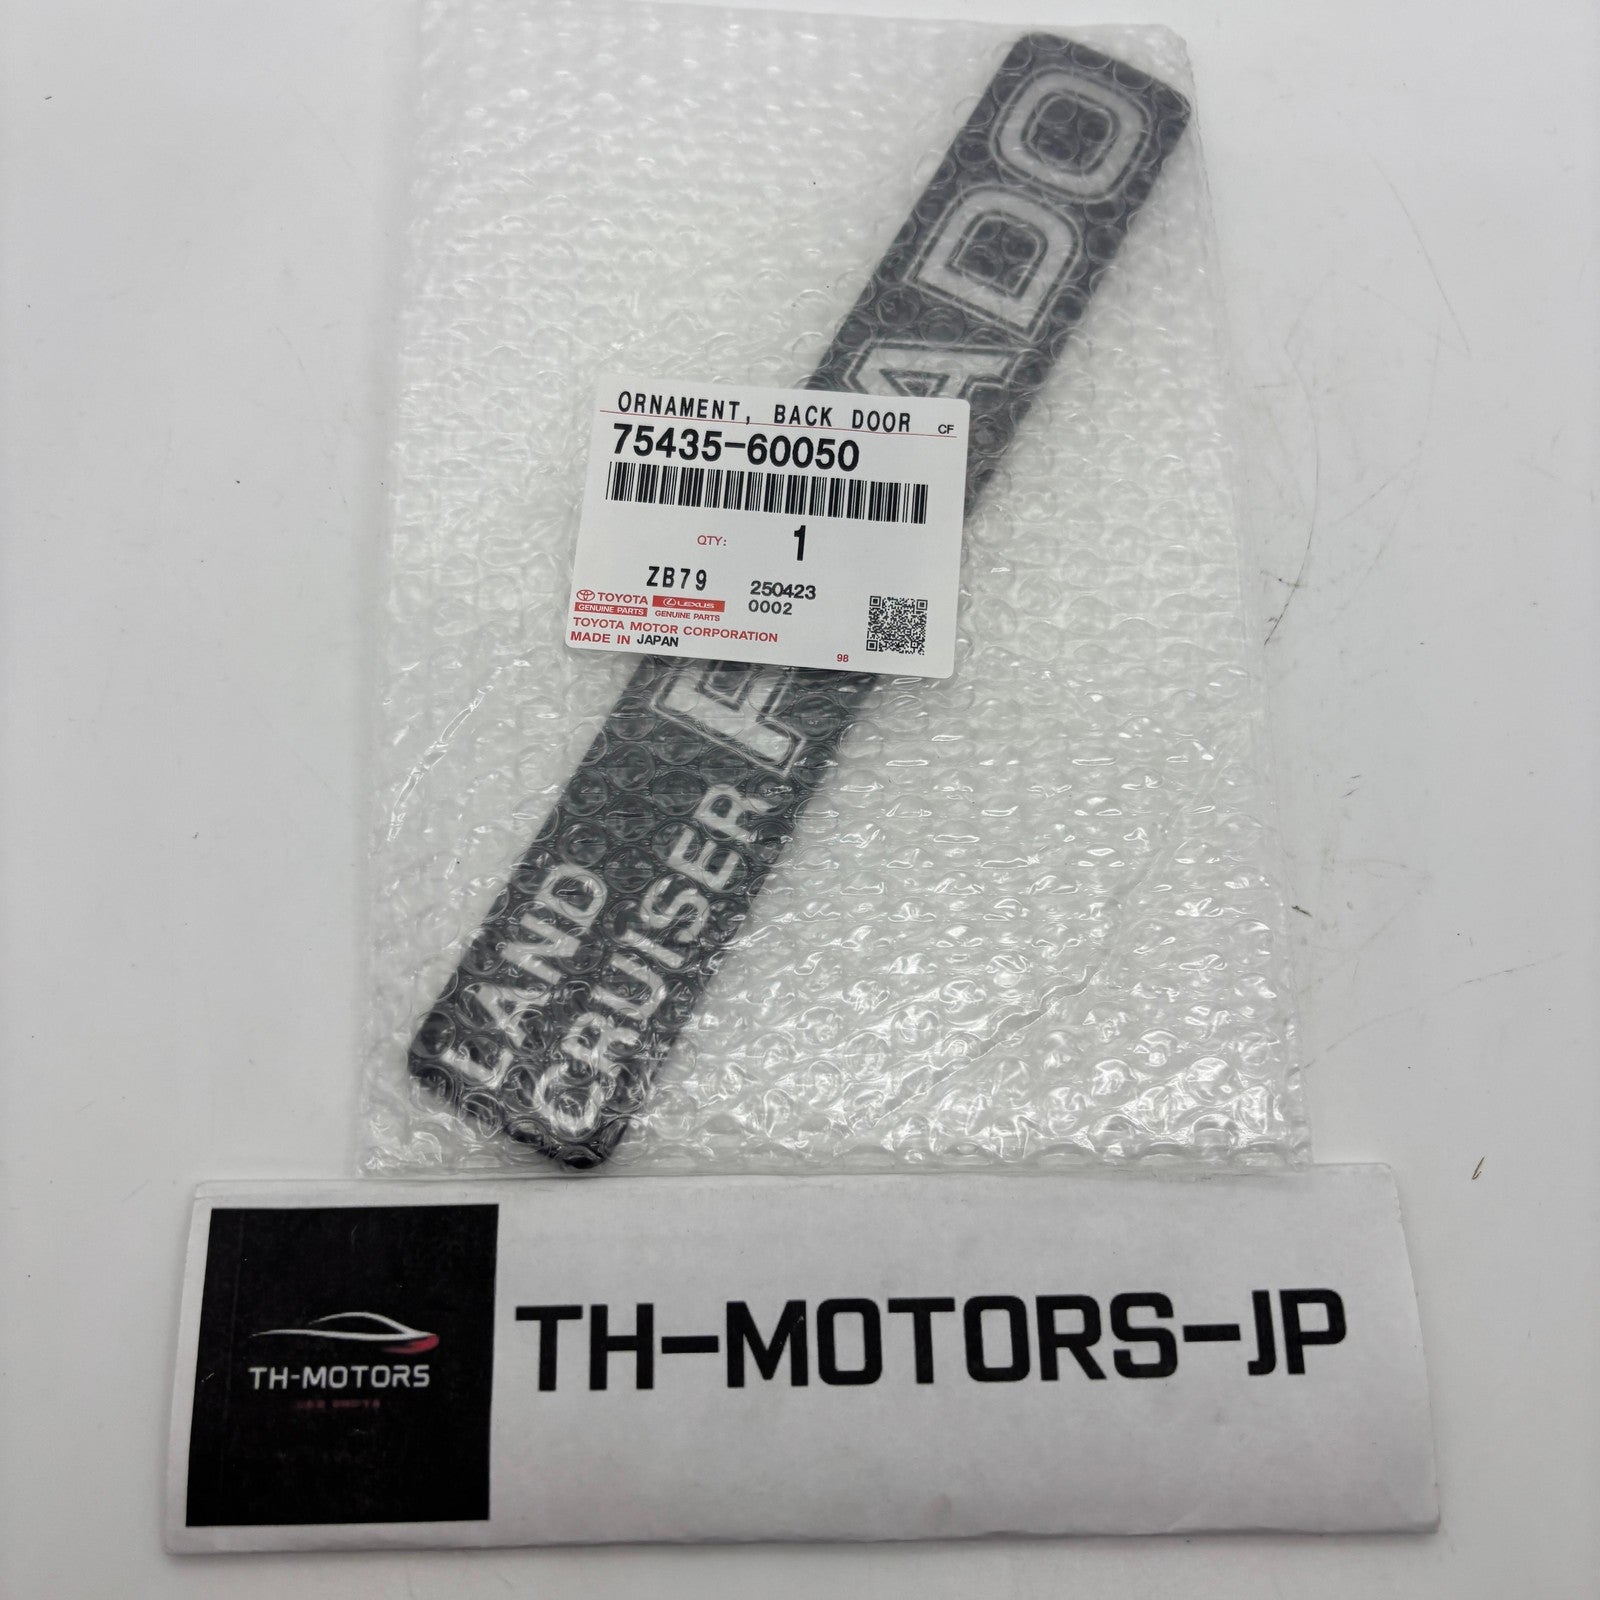 ORNAMENT, BACK DOOR CF
75435-60050
QTY: 1
ZB79 250423
0002
TOYOTA LEXUS
GENUINE PARTS GENUINE PARTS
TOYOTA MOTOR CORPORATION
MADE IN JAPAN
98
LAND
CRUISER
TH-MOTORS
TH-MOTORS-JP